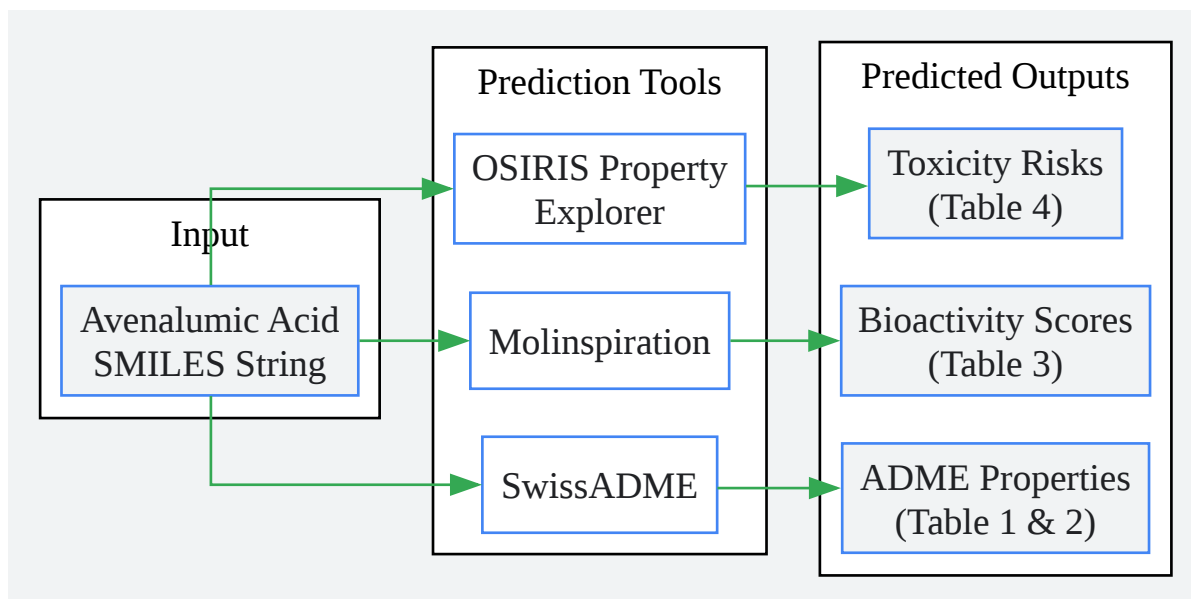 Input
Avenalumic Acid
SMILES String
Prediction Tools
OSIRIS Property
Explorer
Molinspiration
SwissADME
Predicted Outputs
Toxicity Risks
(Table 4)
Bioactivity Scores
(Table 3)
ADME Properties
(Table 1 & 2)